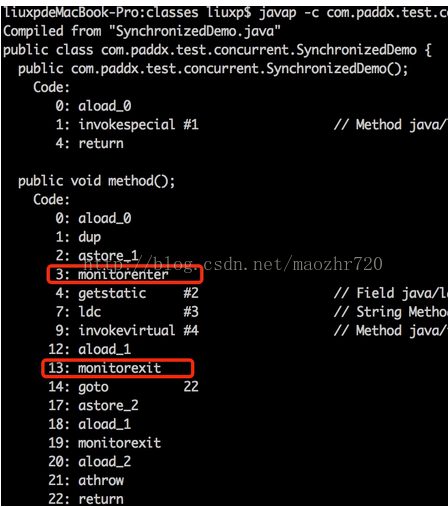 liuxpdeMacBook-Pro:classes liuxp$ javap -c com.paddx.test.co
Compiled from "SynchronizedDemo.java"
public class com.paddx.test.concurrent.SynchronizedDemo {
public com.paddx.test.concurrent.SynchronizedDemo();
Code:
0: aload_0
1: invokespecial #1 // Method java/l
4: return
public void method();
Code:
0: aload_0
1: dup
2: astore_1
http://blog.csdn.net/maozhr720
3: monitorenter
4: getstatic #2 // Field java/l
7: ldc #3 // String Metho
9: invokevirtual #4 // Method java/
12: aload_1
13: monitorexit
14: goto 22
17: astore_2
18: aload_1
19: monitorexit
20: aload_2
21: athrow
22: return